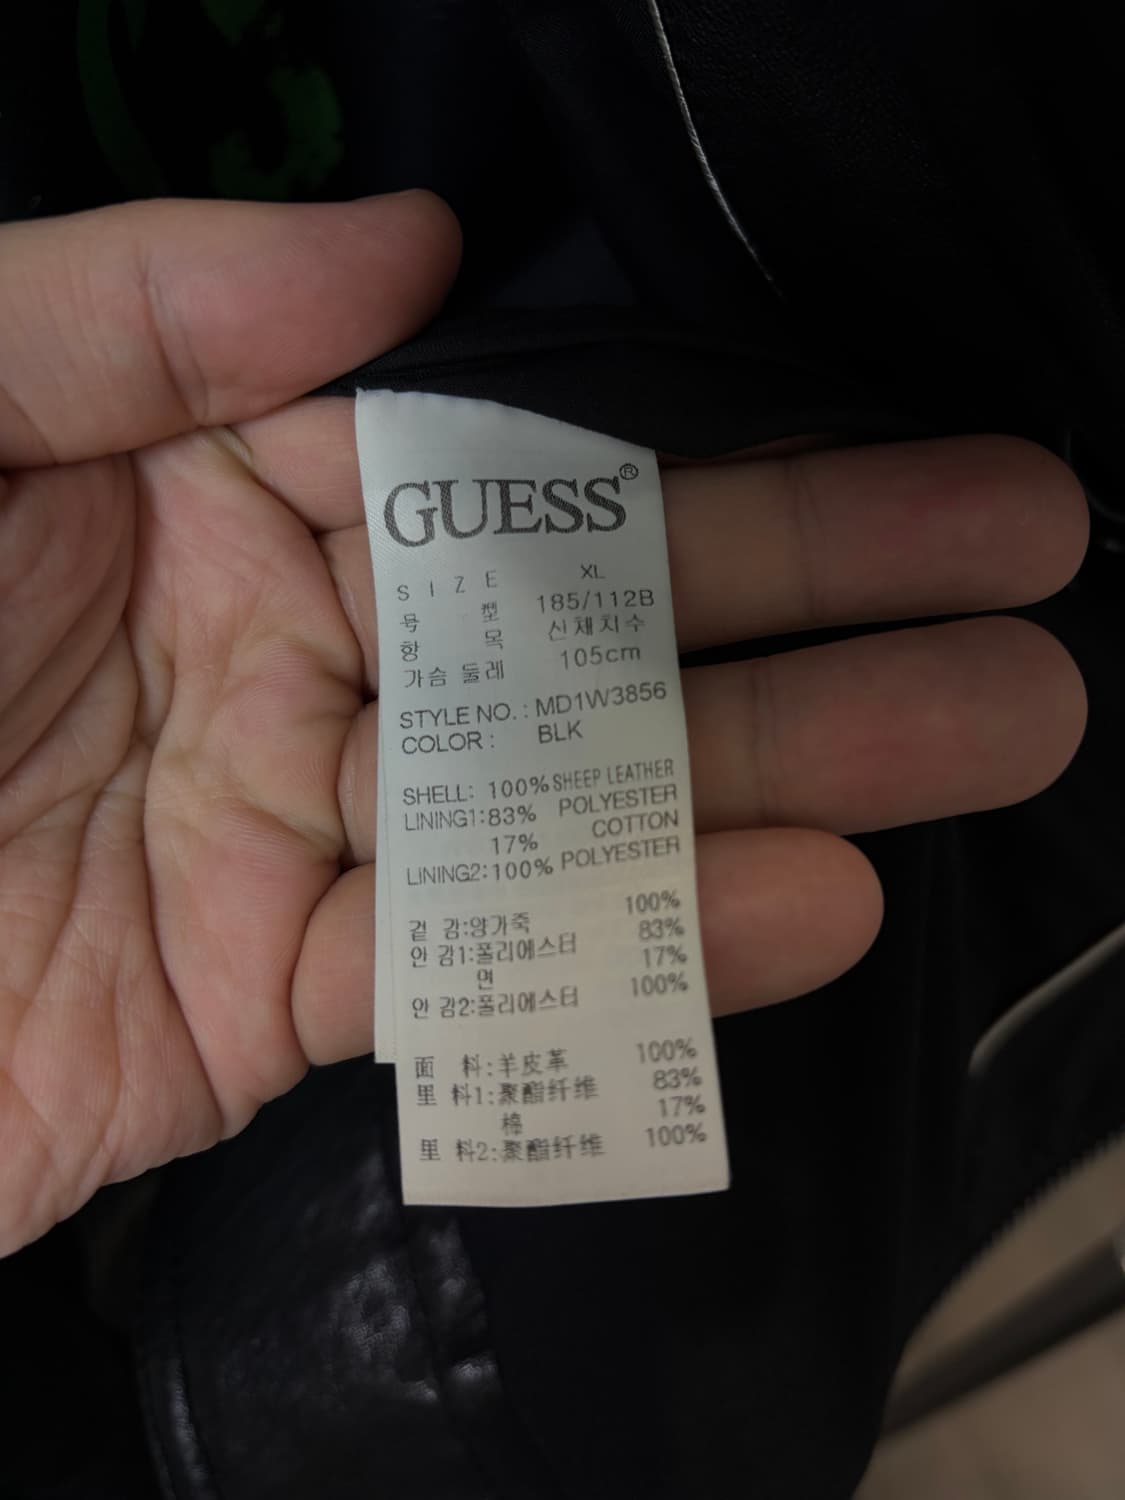 GUESS®
SIZE XL
号 型 185/112B
항 목 신체치수
가슴 둘레 105cm
STYLE NO.: MD1W3856
COLOR: BLK
SHELL: 100% SHEEP LEATHER
LINING1:83% POLYESTER
17% COTTON
LINING2:100% POLYESTER
겉 감:양가죽 100%
안 감1:폴리에스터 83%
면 17%
안 감2:폴리에스터 100%
面 料:羊皮革 100%
里 料1:聚酯纤维 83%
棉 17%
里 料2:聚酯纤维 100%